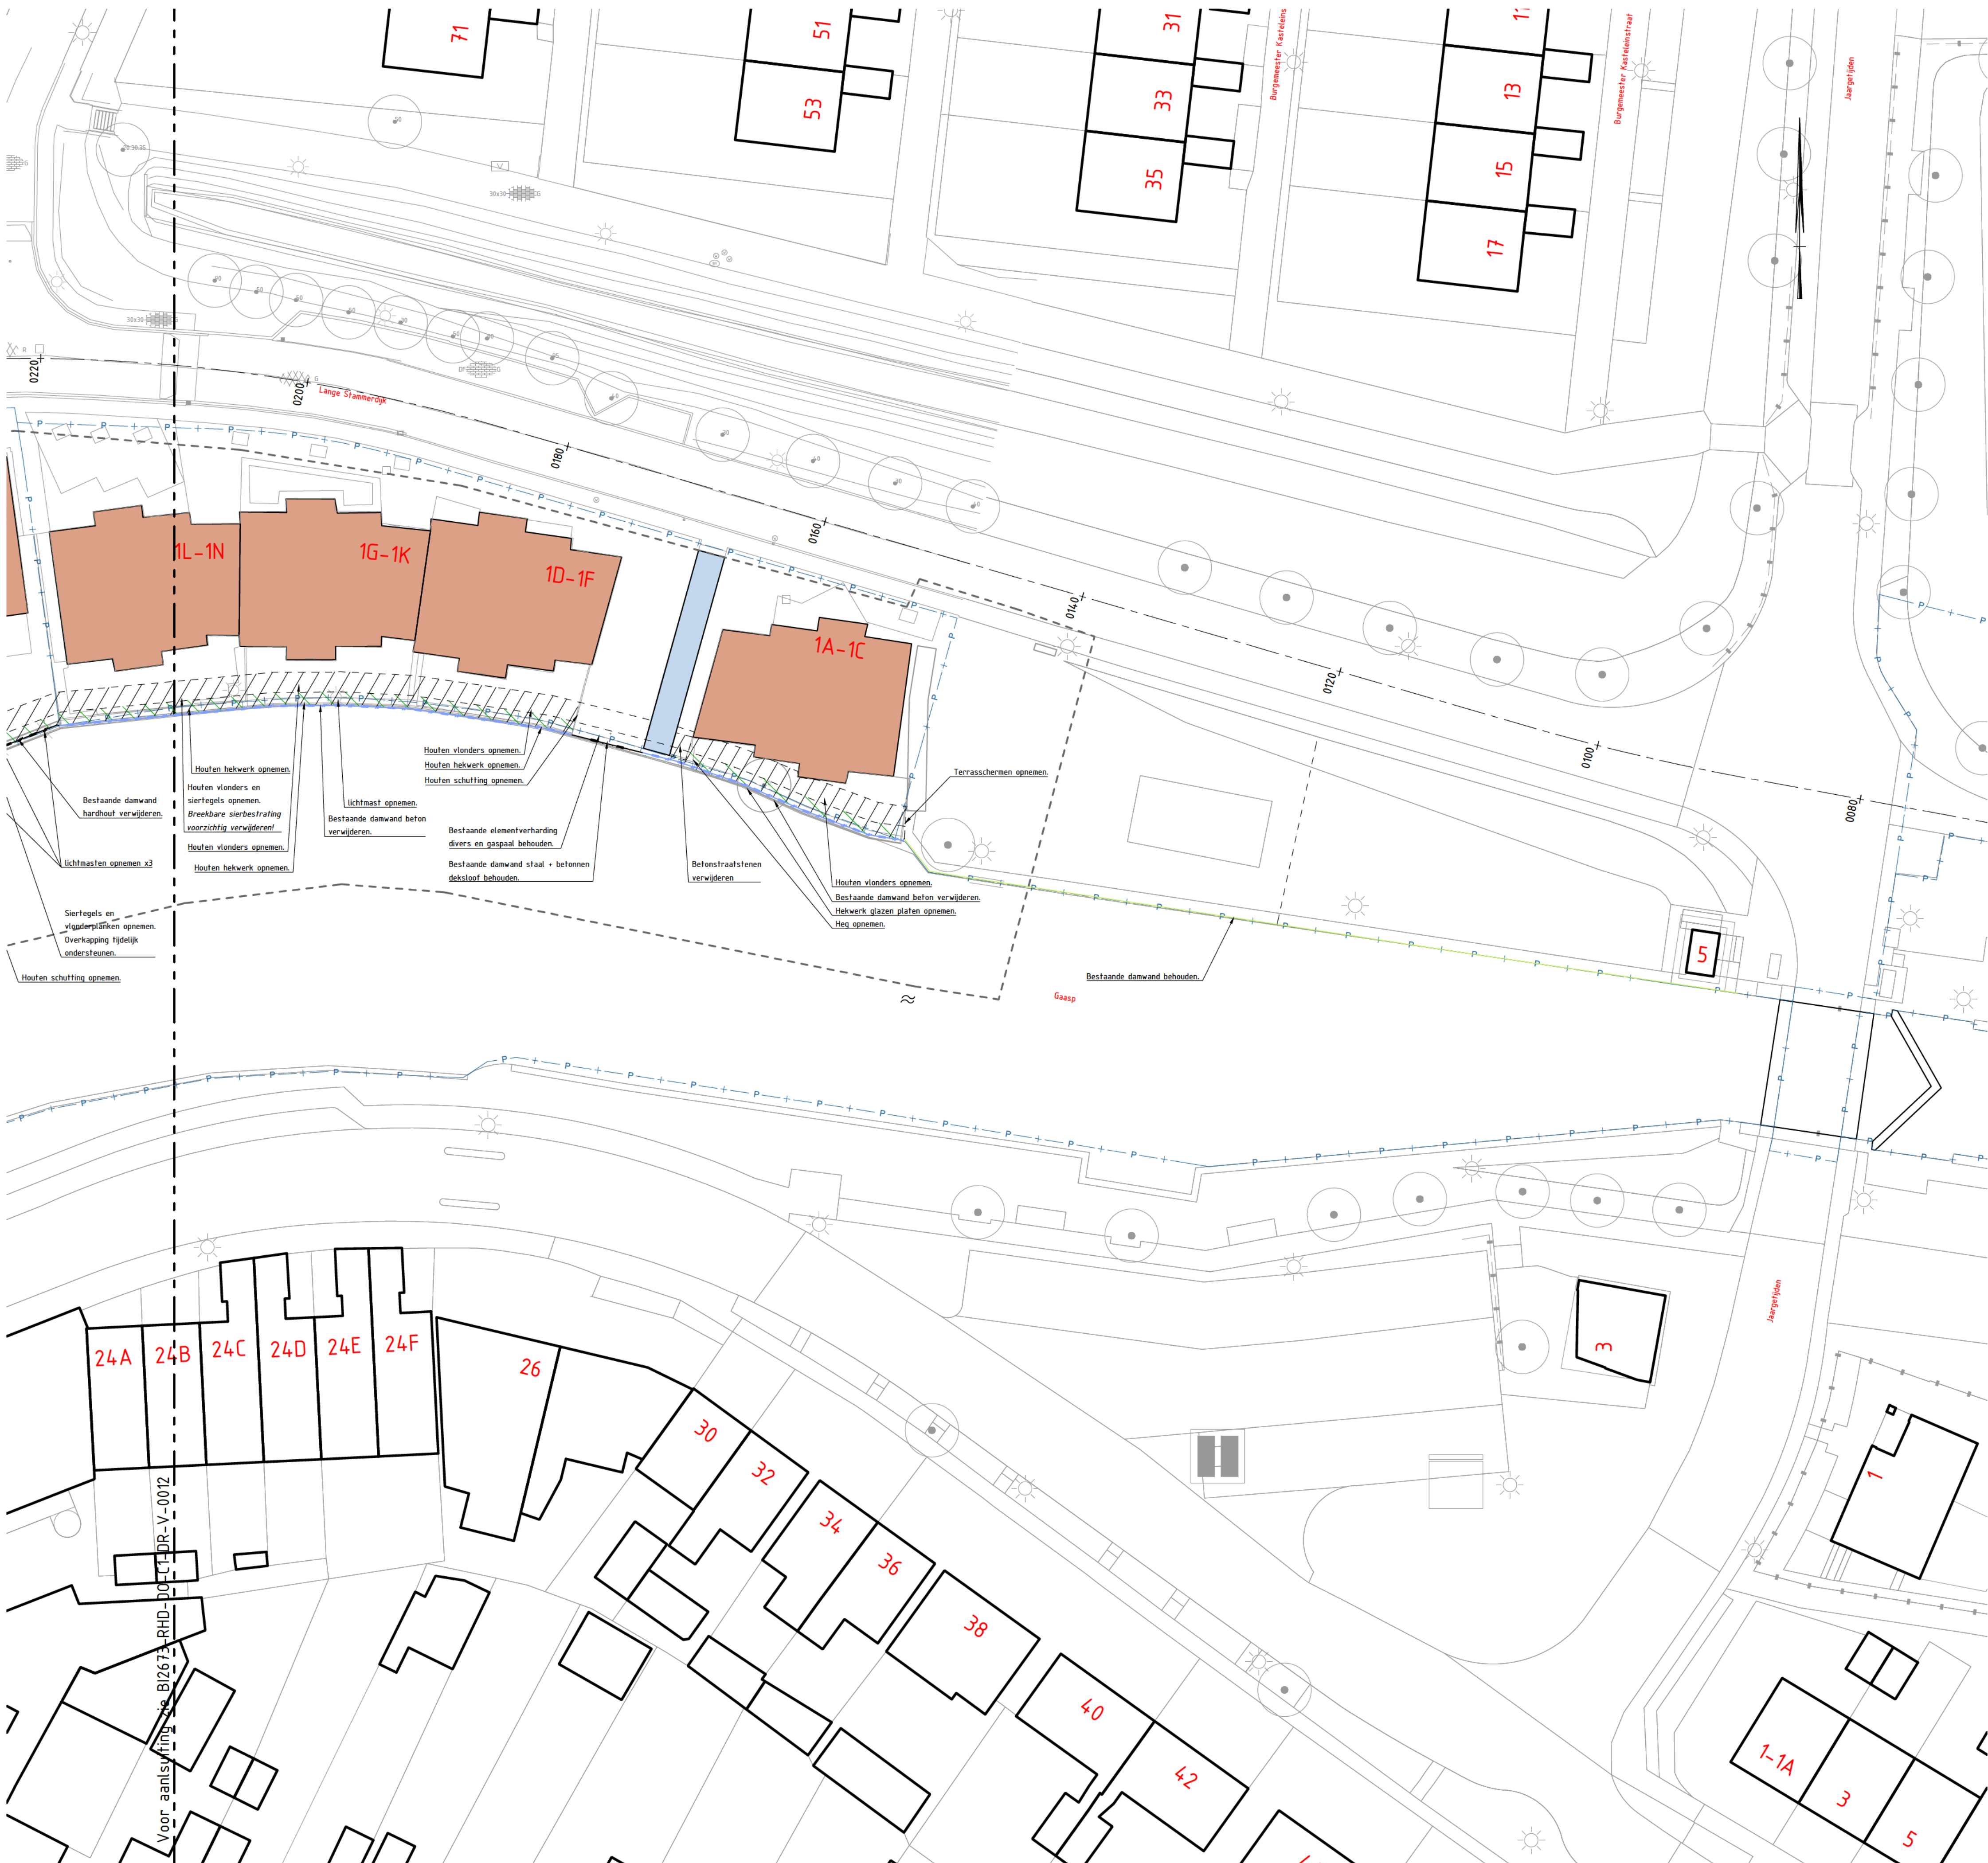 71
51
53
31
33
35
Burgemeester Kasteleins
13
15
17
Burgemeester Kasteleinstraat
Jaargetijden
30x30
G
30x30
V
50
50
G
R
0220
0200
Lange Stammerdijk
0180
0160
0140
0120
0100
0080
1L-1N
1G-1K
1D-1F
1A-1C
Houten vlonders opnemen.
Houten hekwerk opnemen.
Houten schutting opnemen.
Houten hekwerk opnemen.
Houten vlonders en
siertegels opnemen.
Breekbare sierbestrating
voorzichtig verwijderen!
Houten vlonders opnemen.
Houten hekwerk opnemen.
lichtmast opnemen.
Bestaande damwand beton
verwijderen.
Bestaande damwand
hardhout verwijderen.
lichtmasten opnemen x3
Bestaande elementverharding
divers en gaspaal behouden.
Bestaande damwand staal + betonnen
deksloof behouden.
Betonstraatstenen
verwijderen
Terrasschermen opnemen.
Houten vlonders opnemen.
Bestaande damwand beton verwijderen.
Hekwerk glazen platen opnemen.
Heg opnemen.
Siertegels en
vlonderplanken opnemen.
Overkapping tijdelijk
ondersteunen.
Houten schutting opnemen.
Bestaande damwand behouden.
Gaasp
5
24A
24B
24C
24D
24E
24F
26
30
32
34
36
38
40
42
3
Jaargetijden
1
1-1A
3
5
Voor aanlsuiting zie BI2673-RHD-DO-C1-DR-V-0012